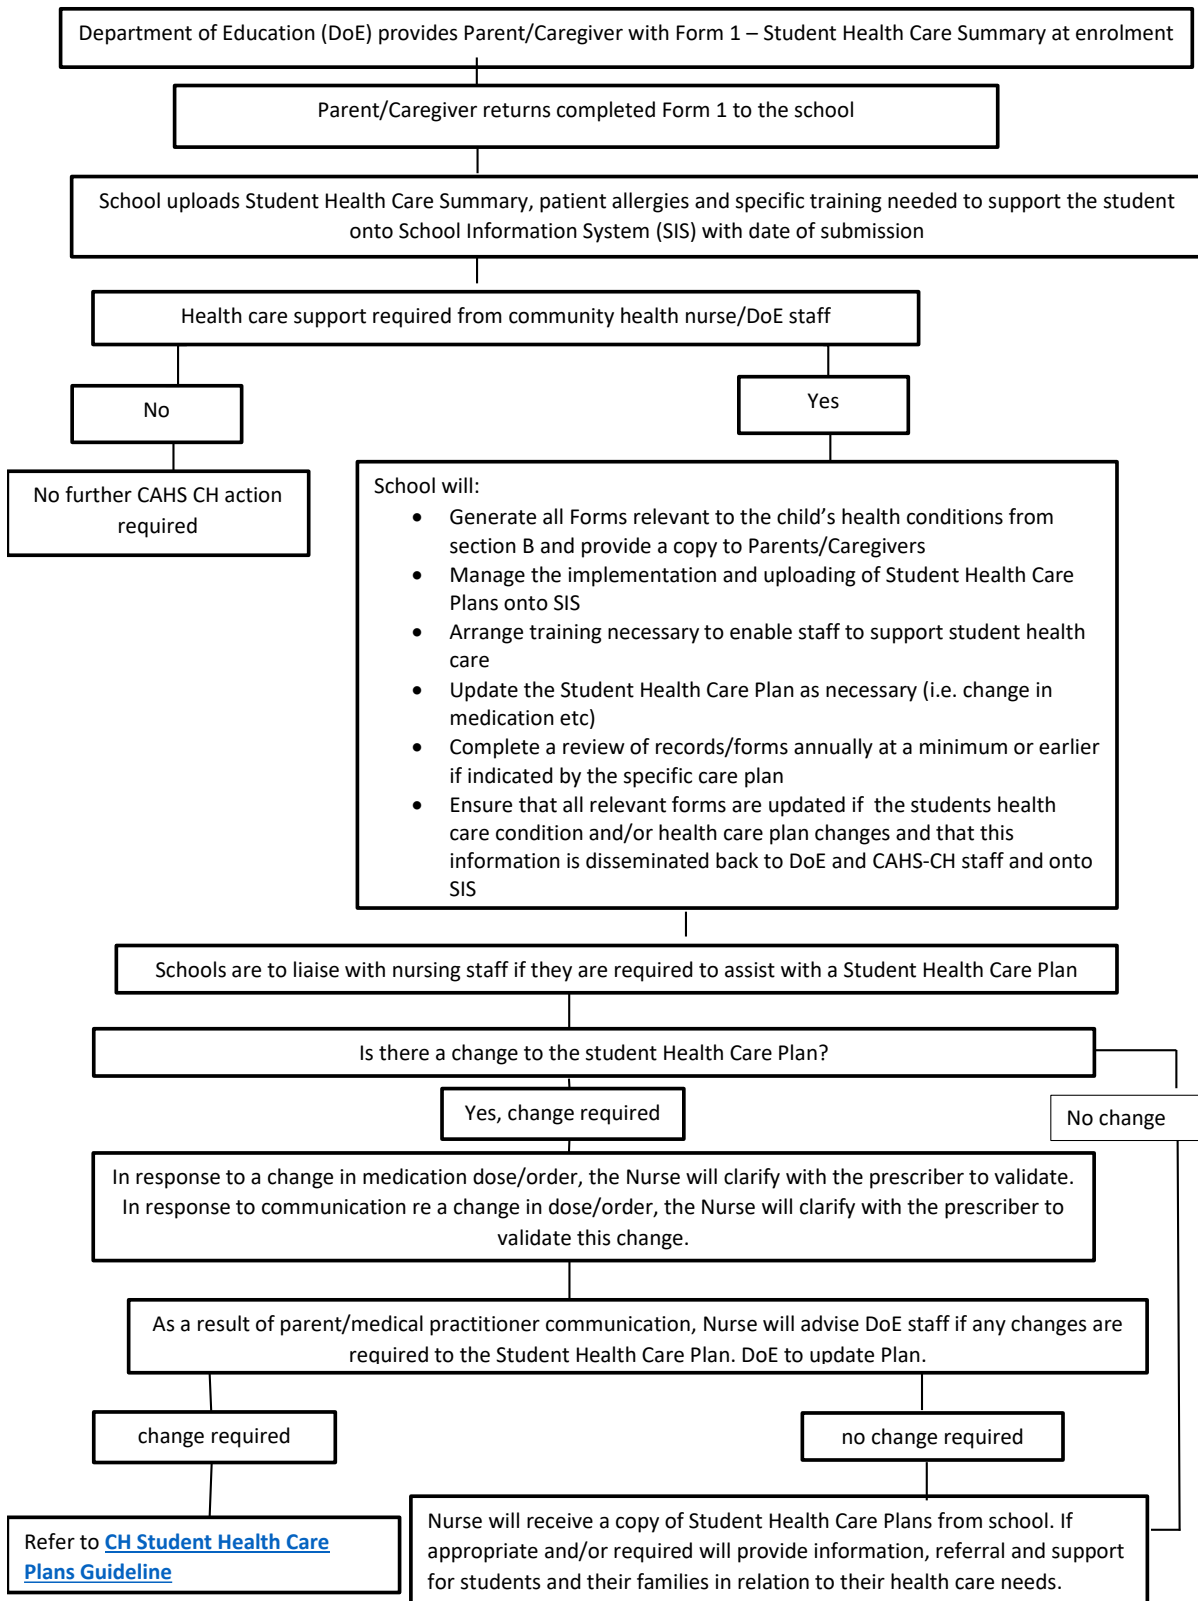 Department of Education (DoE) provides Parent/Caregiver with Form 1 – Student Health Care Summary at enrolment
Parent/Caregiver returns completed Form 1 to the school
School uploads Student Health Care Summary, patient allergies and specific training needed to support the student
onto School Information System (SIS) with date of submission
Health care support required from community health nurse/DoE staff
No
Yes
No further CAHS CH action
required
School will:
• Generate all Forms relevant to the child’s health conditions from
section B and provide a copy to Parents/Caregivers
• Manage the implementation and uploading of Student Health Care
Plans onto SIS
• Arrange training necessary to enable staff to support student health
care
• Update the Student Health Care Plan as necessary (i.e. change in
medication etc)
• Complete a review of records/forms annually at a minimum or earlier
if indicated by the specific care plan
• Ensure that all relevant forms are updated if  the students health
care condition and/or health care plan changes and that this
information is disseminated back to DoE and CAHS-CH staff and onto
SIS
Schools are to liaise with nursing staff if they are required to assist with a Student Health Care Plan
Is there a change to the student Health Care Plan?
Yes, change required
No change
In response to a change in medication dose/order, the Nurse will clarify with the prescriber to validate.
In response to communication re a change in dose/order, the Nurse will clarify with the prescriber to
validate this change.
As a result of parent/medical practitioner communication, Nurse will advise DoE staff if any changes are
required to the Student Health Care Plan. DoE to update Plan.
change required
no change required
Refer to CH Student Health Care
Plans Guideline
Nurse will receive a copy of Student Health Care Plans from school. If
appropriate and/or required will provide information, referral and support
for students and their families in relation to their health care needs.